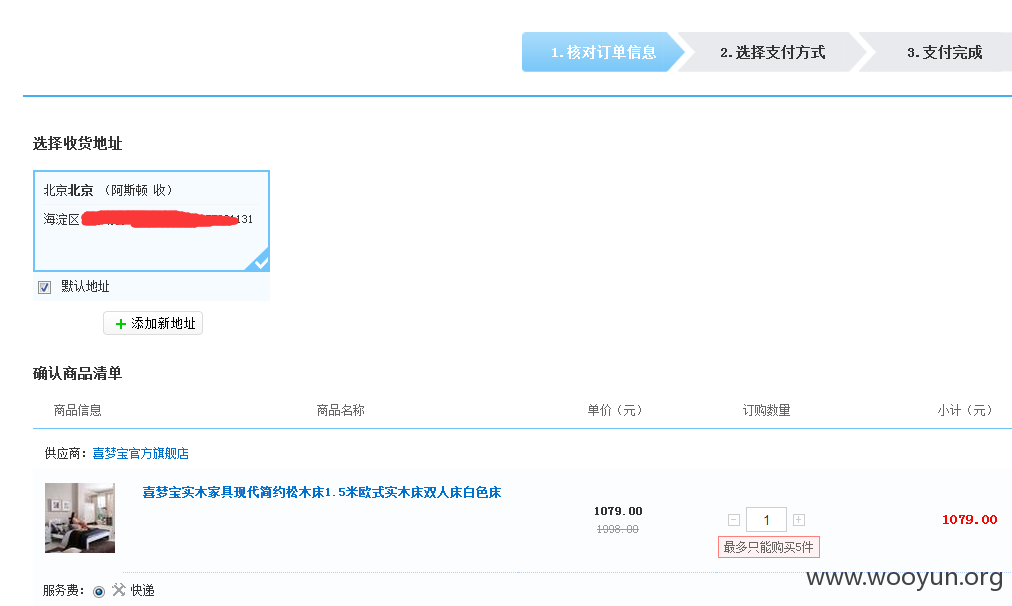 1.核对订单信息 2.选择支付方式 3.支付完成
选择收货地址
北京北京 （阿斯顿 收）
海淀区 1131
默认地址
添加新地址
确认商品清单
商品信息 商品名称 单价（元） 订购数量 小计（元）
供应商：喜梦宝官方旗舰店
喜梦宝实木家具现代简约松木床1.5米欧式实木床双人床白色床
1079.00
1998.00
1
1079.00
最多只能购买5件
服务费： 快递
www.wooyun.org